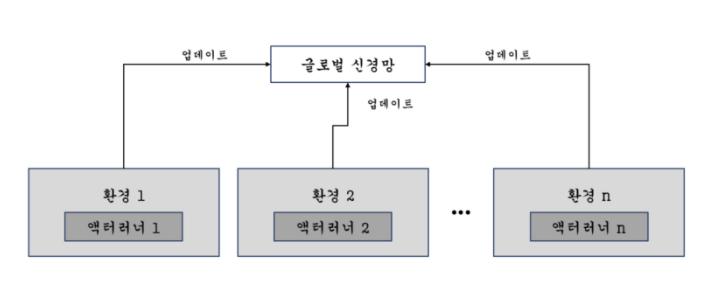 업데이트
글로벌 신경망
업데이트
업데이트
환경 1
액터러너 1
환경 2
액터러너 2
...
환경 n
액터러너 n